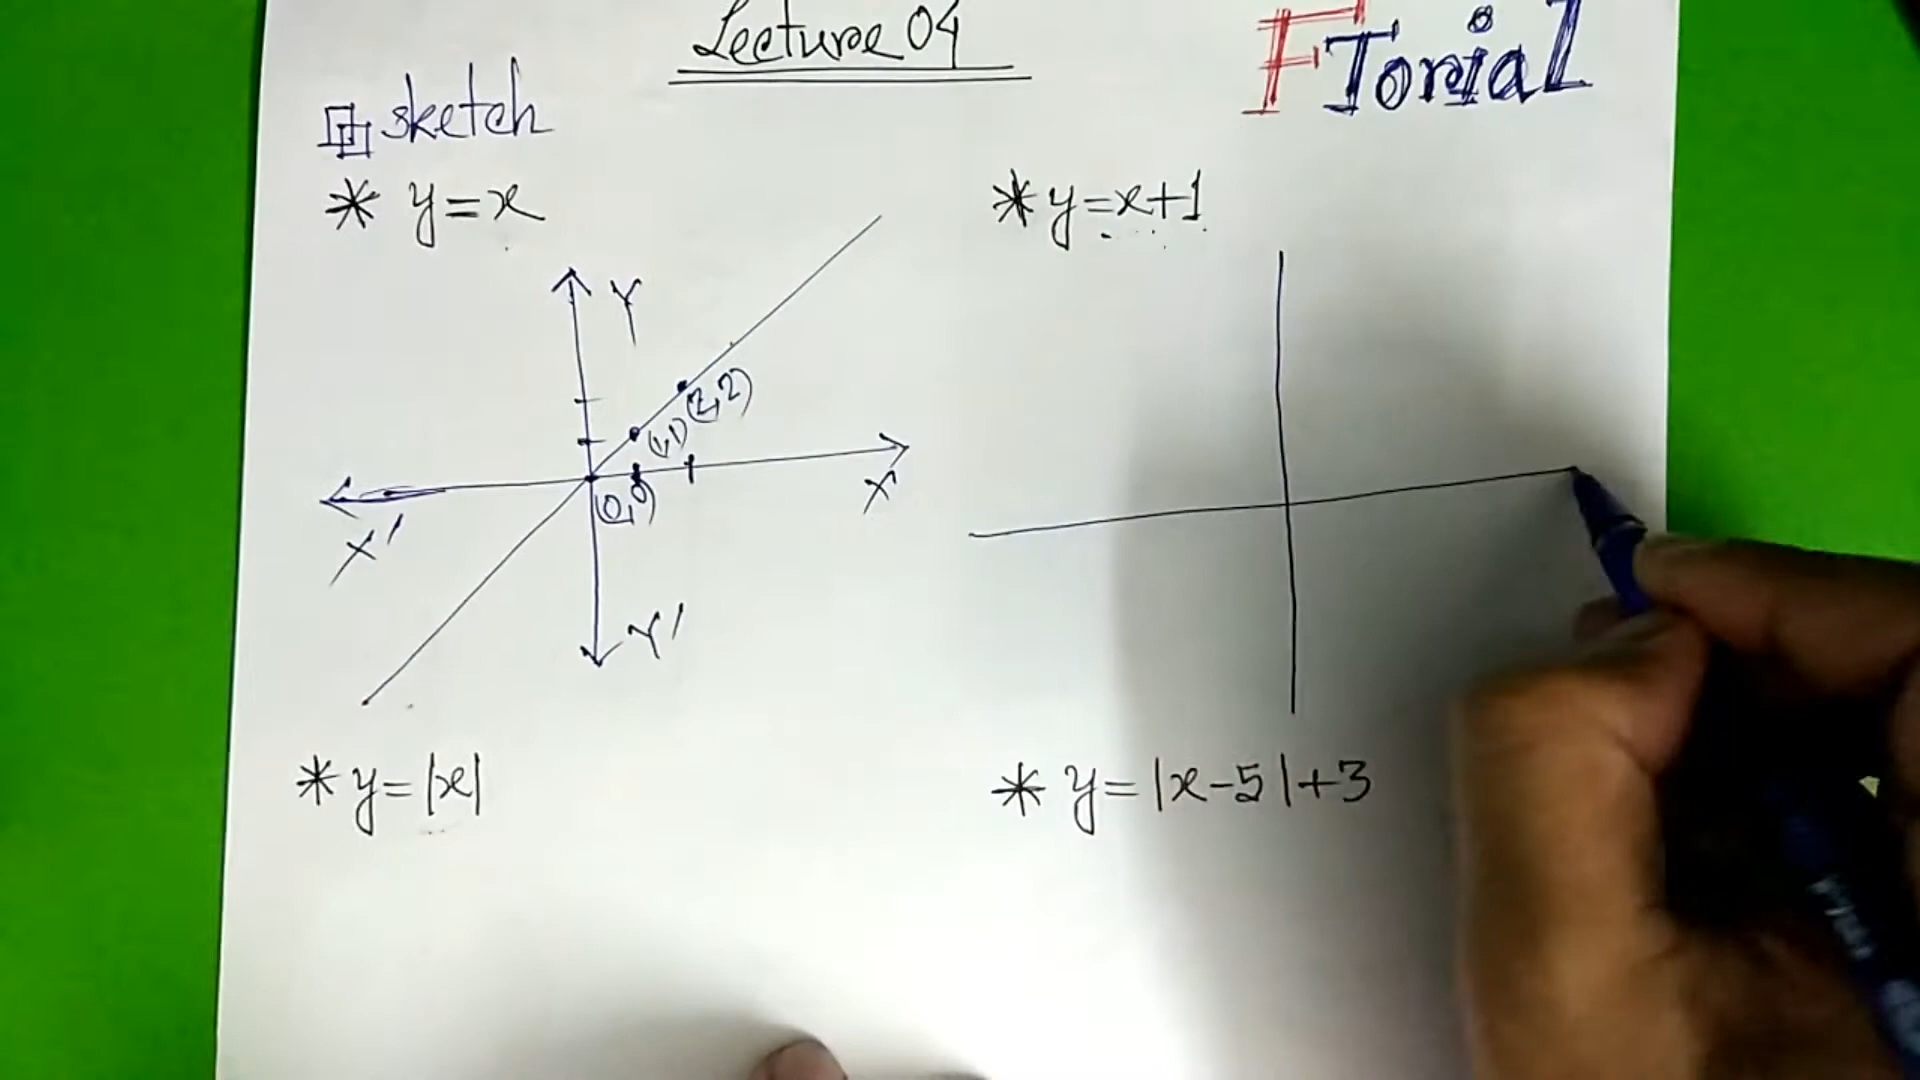 Lecture 04
FTorial
sketch
* y=x
* y=x+1
Y
(2,2)
(1,1)
(0,0)
X
X'
Y'
* y=|x|
* y=|x-5|+3